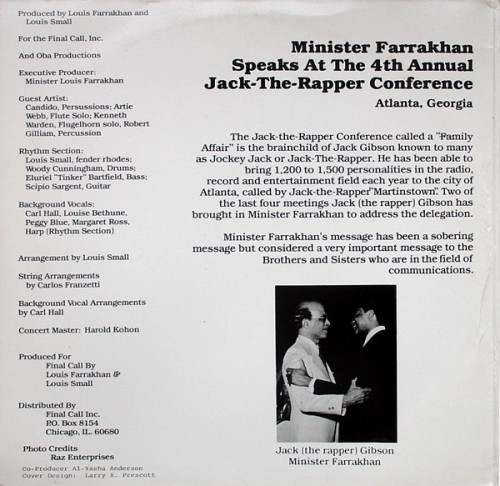 Produced by Louis Farrakhan and
Louis Small
For the Final Call, Inc.
And Oba Productions
Executive Producer:
Minister Louis Farrakhan
Guest Artist:
Candido, Persussions; Artie
Webb, Flute Solo; Kenneth
Warden, Flugelhorn solo, Robert
Gilliam, Percussion
Rhythm Section:
Louis Small, fender rhodes;
Woody Cunningham, Drums;
Eluriel "Tinker" Bartfield, Bass;
Scipio Sargent, Guitar
Background Vocals:
Carl Hall, Louise Bethune,
Peggy Blue, Margaret Ross,
Harp (Rhythm Section)
Arrangement by Louis Small
String Arrangements
by Carlos Franzetti
Background Vocal Arrangements
by Carl Hall
Concert Master: Harold Kohon
Produced For
Final Call By
Louis Farrakhan &
Louis Small
Distributed By
Final Call Inc.
P.O. Box 8154
Chicago, IL. 60680
Photo Credits
Raz Enterprises
Co-Producer Al-Yasha Anderson
Cover Design: Larry X. Prescott
Minister Farrakhan
Speaks At The 4th Annual
Jack-The-Rapper Conference
Atlanta, Georgia
The Jack-the-Rapper Conference called a "Family
Affair" is the brainchild of Jack Gibson known to many
as Jockey Jack or Jack-The-Rapper. He has been able to
bring 1,200 to 1,500 personalities in the radio,
record and entertainment field each year to the city of
Atlanta, called by Jack-the-Rapper "Martinstown". Two of
the last four meetings Jack (the rapper) Gibson has
brought in Minister Farrakhan to address the delegation.
Minister Farrakhan's message has been a sobering
message but considered a very important message to the
Brothers and Sisters who are in the field of
communications.
Jack (the rapper) Gibson
Minister Farrakhan